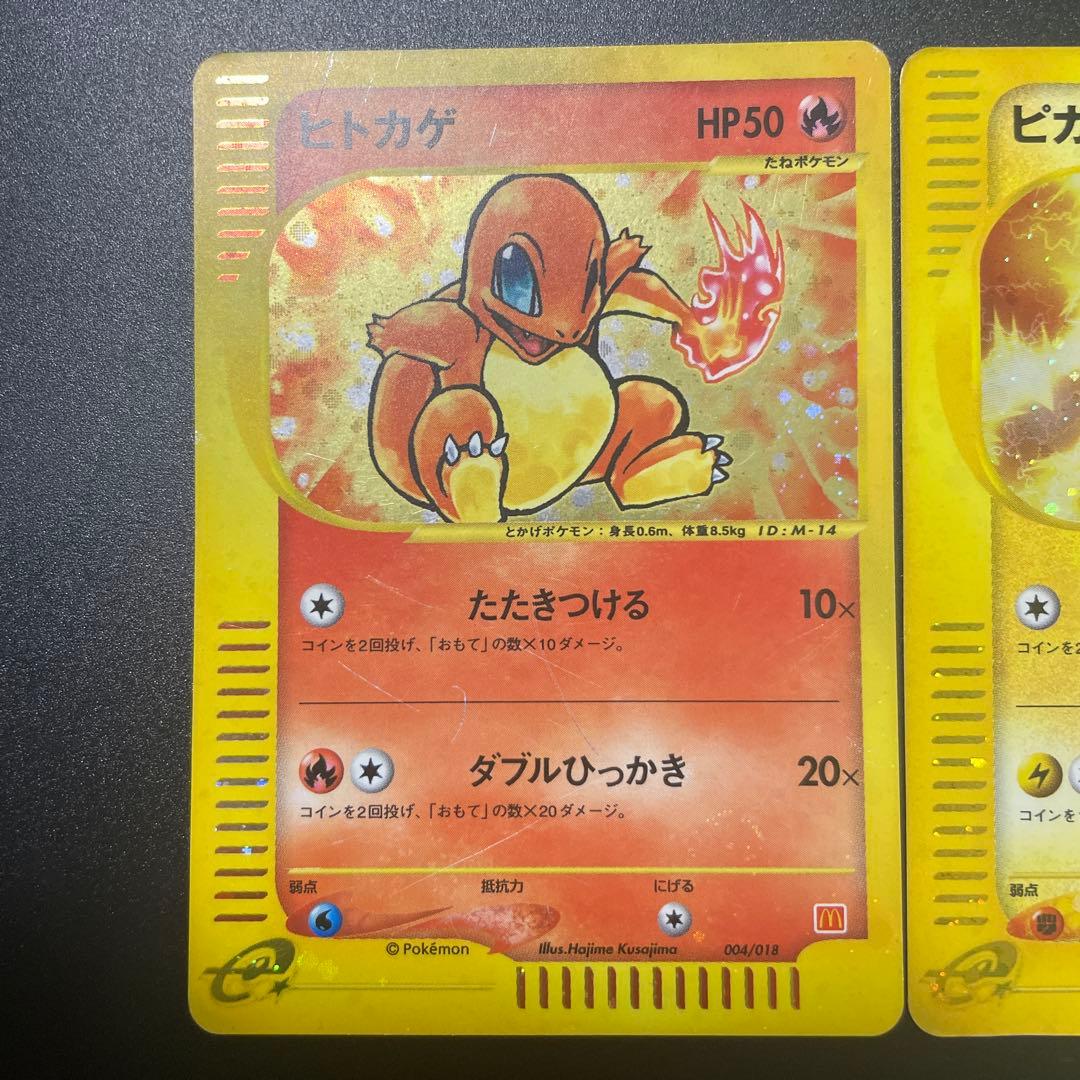 ヒトカゲ HP50
たねポケモン
とかげポケモン：身長0.6m、体重8.5kg ID:M-14
たたきつける 10×
コインを2回投げ、「おもて」の数×10ダメージ。
ダブルひっかき 20×
コインを2回投げ、「おもて」の数×20ダメージ。
弱点 抵抗力 にげる
©Pokémon Illus.Hajime Kusajima 004/018
e
ピカ
コインを2
コインを
弱点